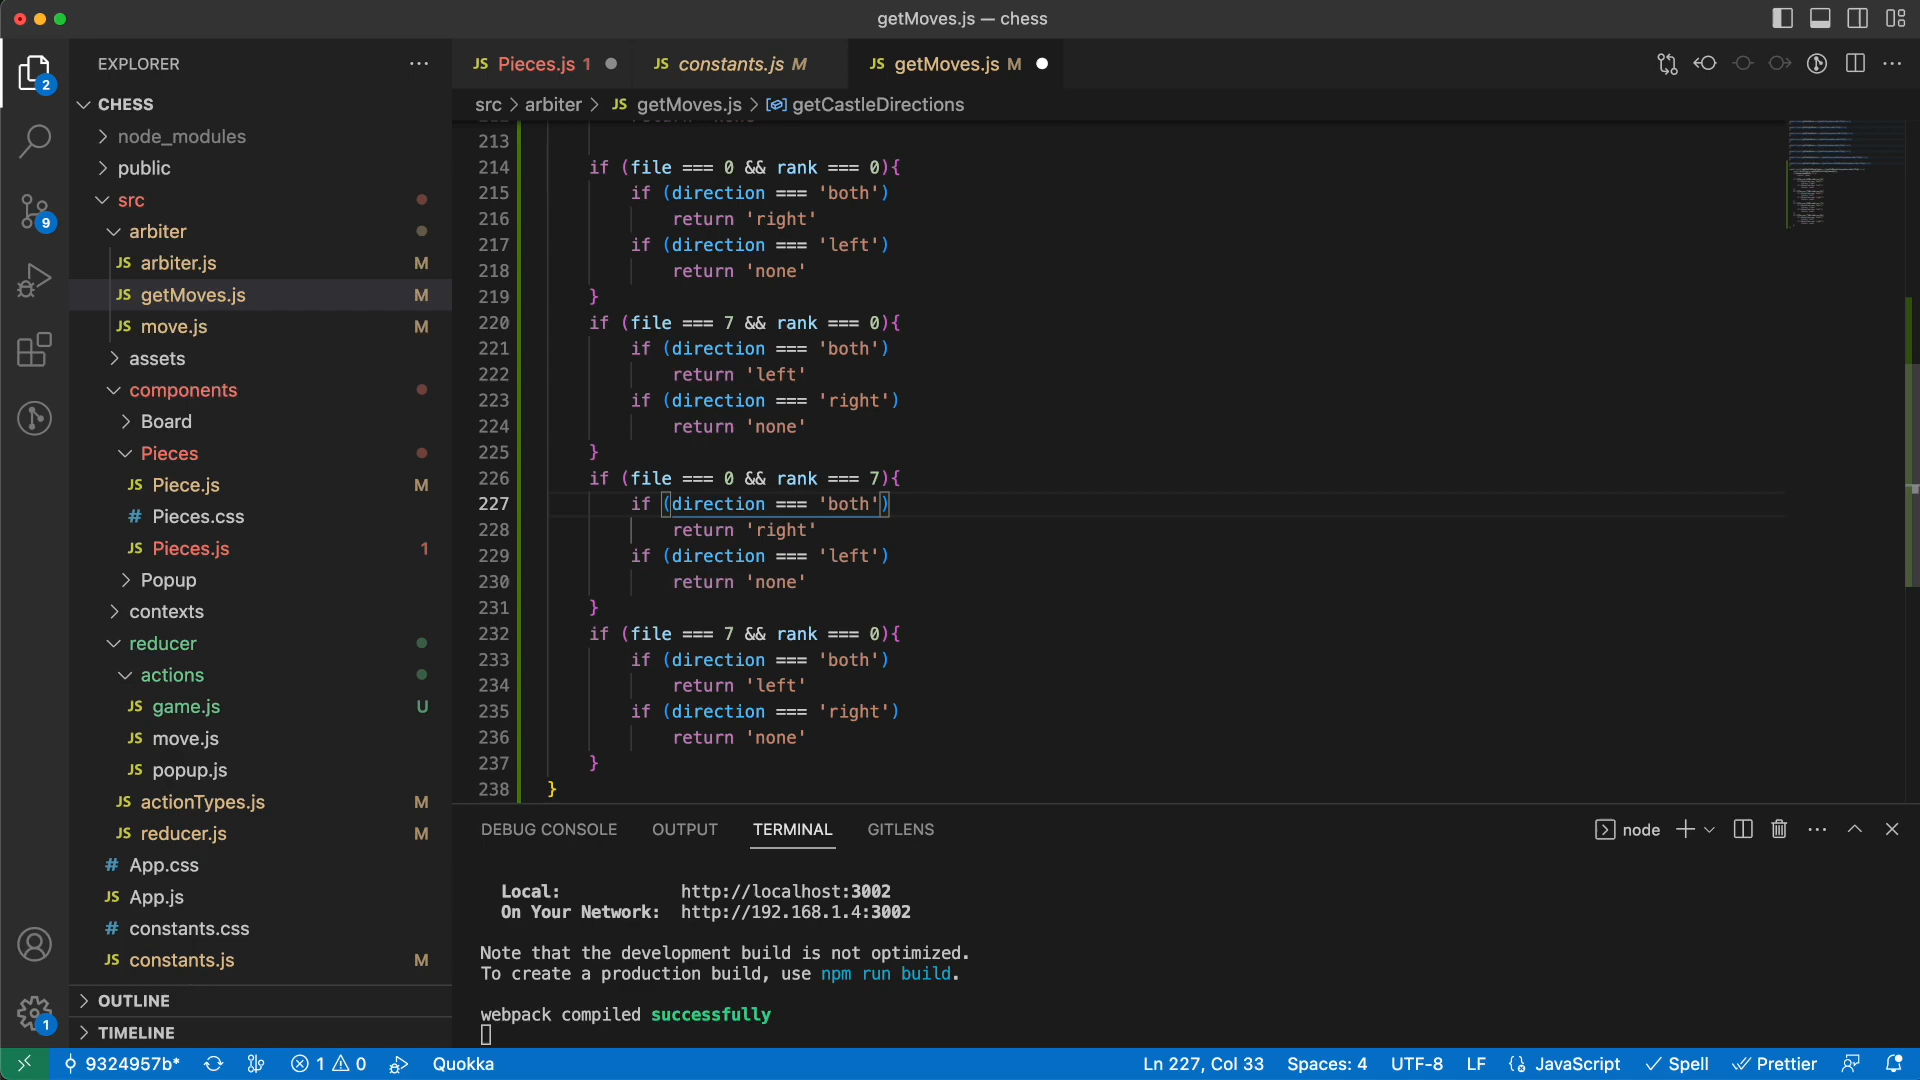 getMoves.js — chess
EXPLORER
2
CHESS
node_modules
public
src
arbiter
JS arbiter.js M
JS getMoves.js M
JS move.js M
assets
components
Board
Pieces
JS Piece.js M
# Pieces.css
JS Pieces.js 1
Popup
contexts
reducer
actions
JS game.js U
JS move.js
JS popup.js
JS actionTypes.js M
JS reducer.js M
# App.css
JS App.js
# constants.css
JS constants.js M
OUTLINE
TIMELINE
9
1
JS Pieces.js 1
JS constants.js M
JS getMoves.js M
src > arbiter > JS getMoves.js > getCastleDirections
213
214 if (file === 0 && rank === 0){
215 if (direction === 'both')
216 return 'right'
217 if (direction === 'left')
218 return 'none'
219 }
220 if (file === 7 && rank === 0){
221 if (direction === 'both')
222 return 'left'
223 if (direction === 'right')
224 return 'none'
225 }
226 if (file === 0 && rank === 7){
227 if (direction === 'both')
228 return 'right'
229 if (direction === 'left')
230 return 'none'
231 }
232 if (file === 7 && rank === 0){
233 if (direction === 'both')
234 return 'left'
235 if (direction === 'right')
236 return 'none'
237 }
238 }
DEBUG CONSOLE OUTPUT TERMINAL GITLENS
node
Local: http://localhost:3002
On Your Network: http://192.168.1.4:3002
Note that the development build is not optimized.
To create a production build, use npm run build.
webpack compiled successfully
9324957b* 1 0 Quokka
Ln 227, Col 33 Spaces: 4 UTF-8 LF JavaScript Spell Prettier